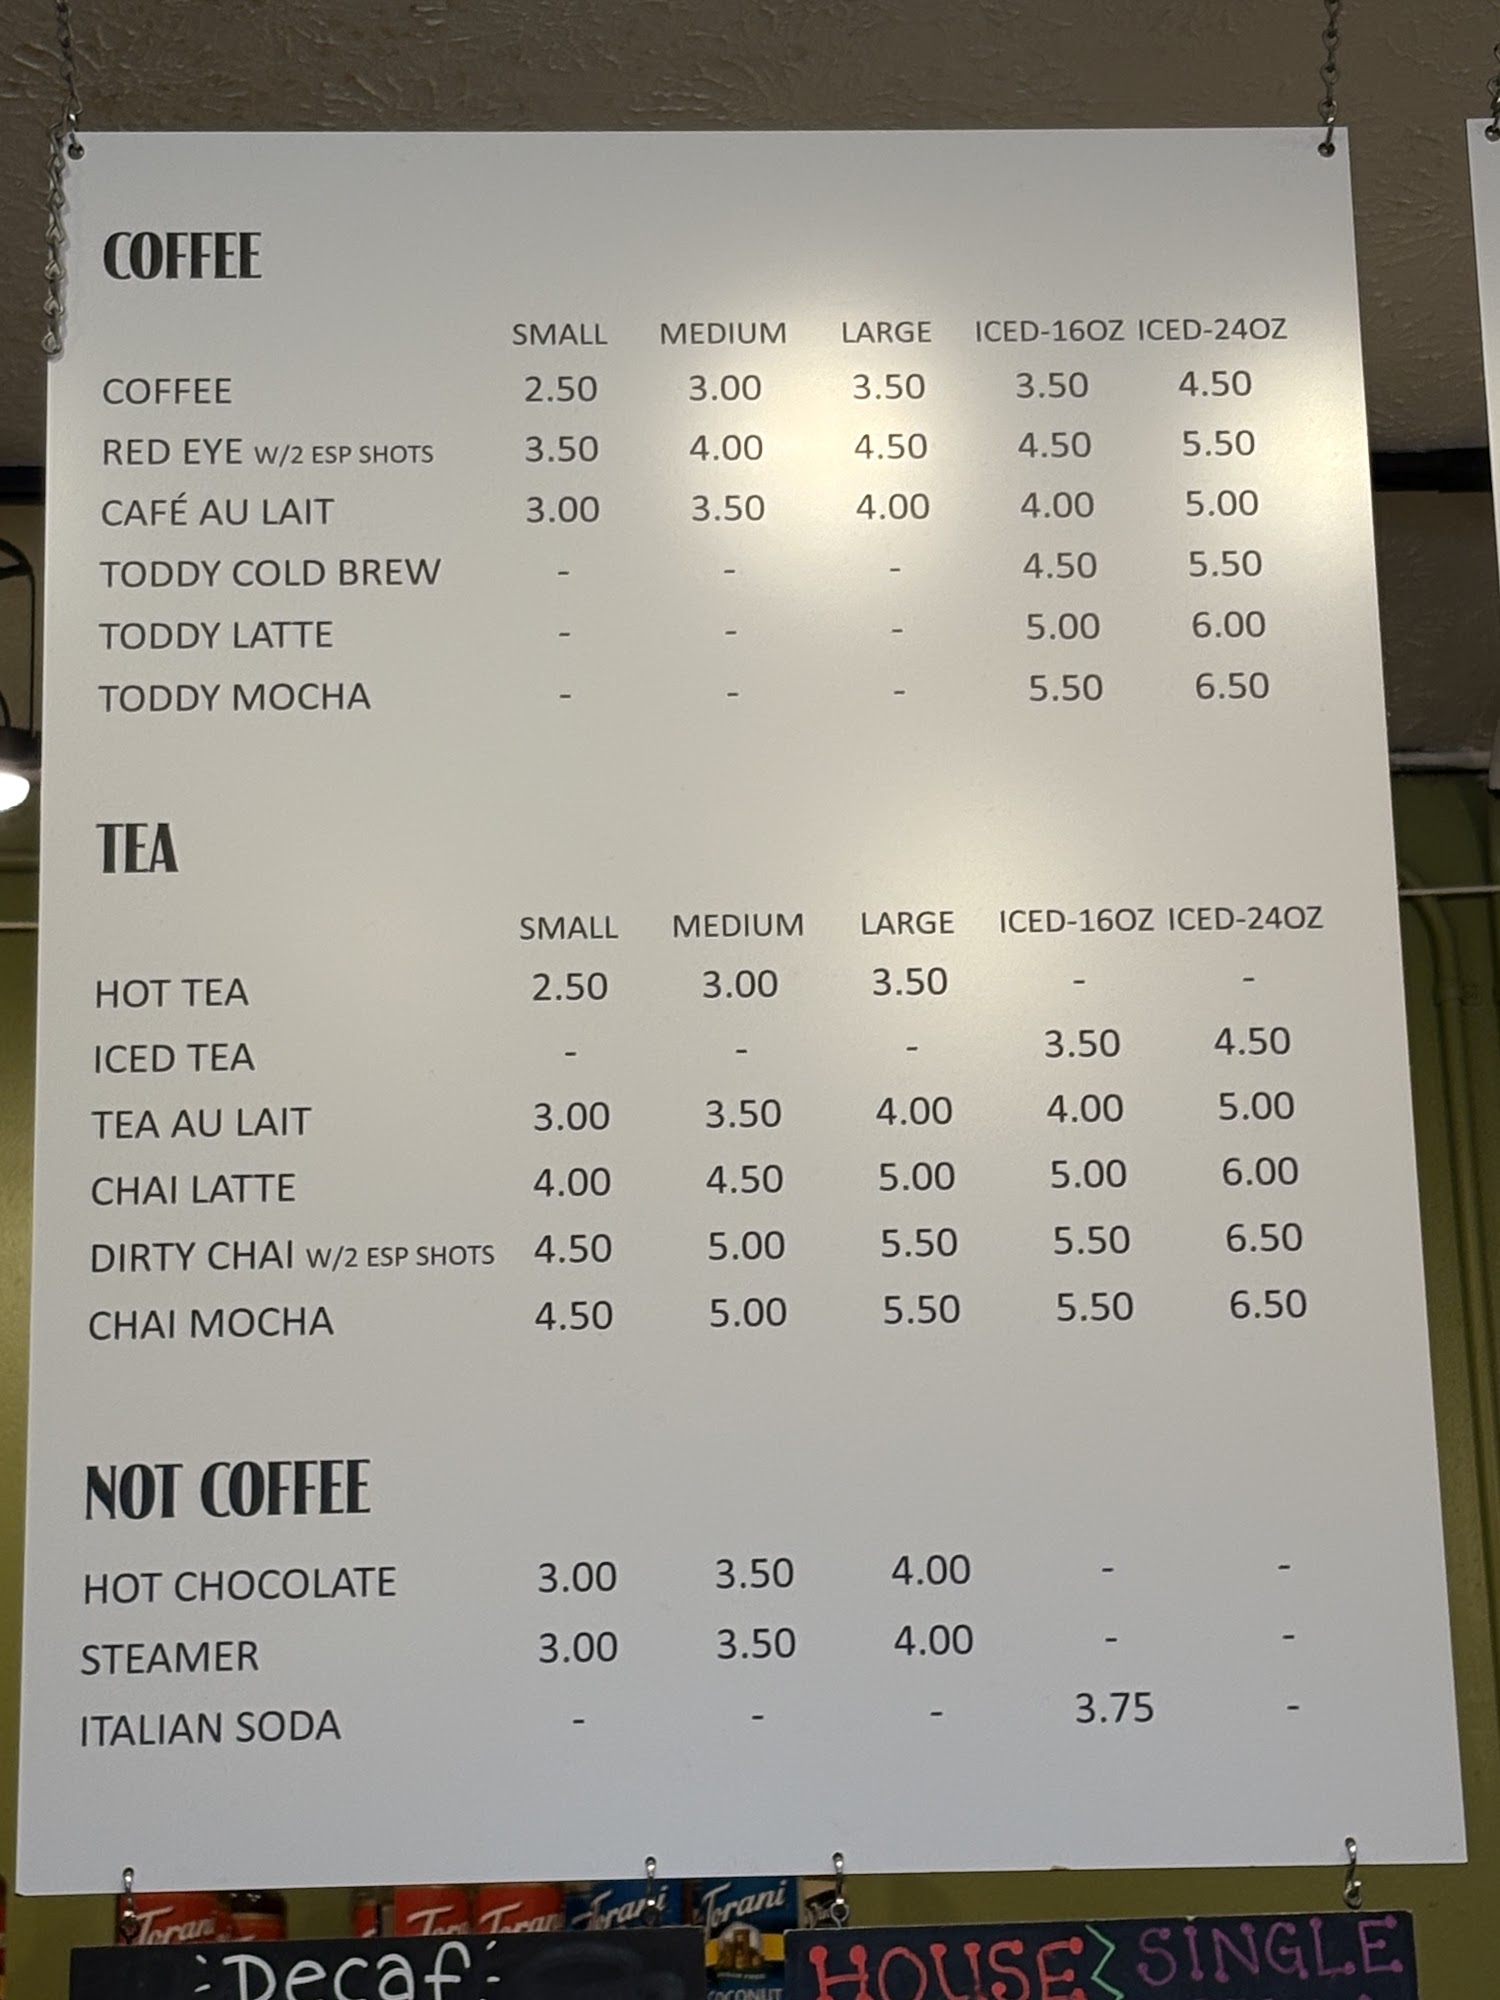 COFFEE
SMALL MEDIUM LARGE ICED-16OZ ICED-24OZ
COFFEE 2.50 3.00 3.50 3.50 4.50
RED EYE W/2 ESP SHOTS 3.50 4.00 4.50 4.50 5.50
CAFÉ AU LAIT 3.00 3.50 4.00 4.00 5.00
TODDY COLD BREW - - - 4.50 5.50
TODDY LATTE - - - 5.00 6.00
TODDY MOCHA - - - 5.50 6.50
TEA
SMALL MEDIUM LARGE ICED-16OZ ICED-24OZ
HOT TEA 2.50 3.00 3.50 - -
ICED TEA - - - 3.50 4.50
TEA AU LAIT 3.00 3.50 4.00 4.00 5.00
CHAI LATTE 4.00 4.50 5.00 5.00 6.00
DIRTY CHAI W/2 ESP SHOTS 4.50 5.00 5.50 5.50 6.50
CHAI MOCHA 4.50 5.00 5.50 5.50 6.50
NOT COFFEE
HOT CHOCOLATE 3.00 3.50 4.00 - -
STEAMER 3.00 3.50 4.00 - -
ITALIAN SODA - - - 3.75 -
Torani Torani Torani Torani Torani
COCONUT
Decaf
HOUSE SINGLE